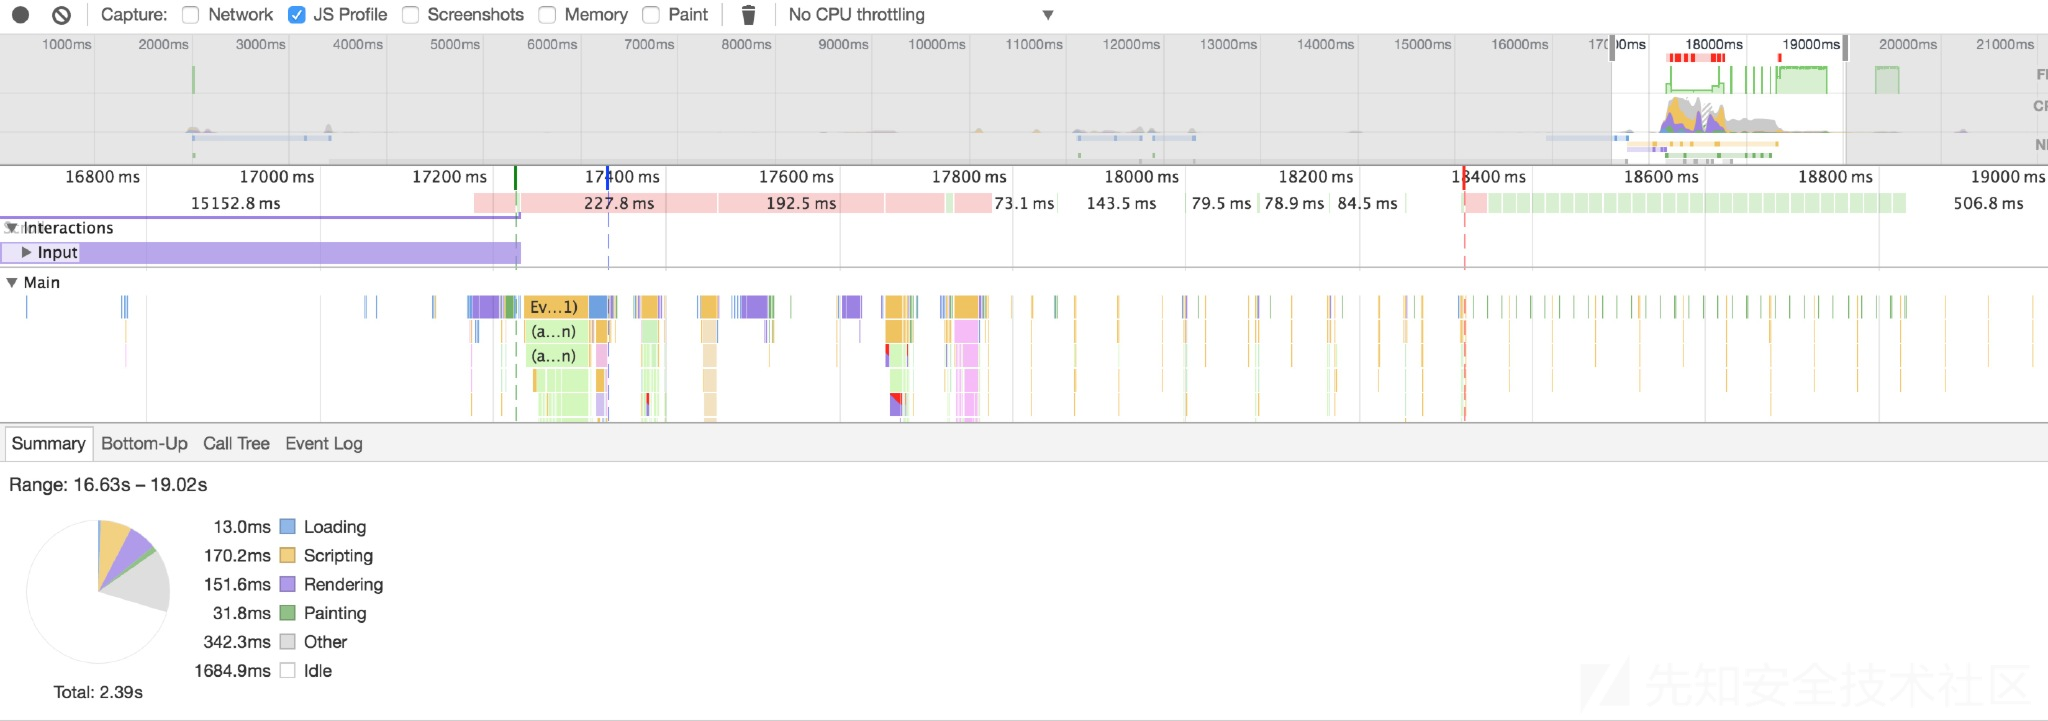 Capture: Network JS Profile Screenshots Memory Paint No CPU throttling
1000ms 2000ms 3000ms 4000ms 5000ms 6000ms 7000ms 8000ms 9000ms 10000ms 11000ms 12000ms 13000ms 14000ms 15000ms 16000ms 18000ms 19000ms 20000ms 21000ms
16800 ms 17000 ms 17200 ms 17400 ms 17600 ms 17800 ms 18000 ms 18200 ms 18400 ms 18600 ms 18800 ms 19000 ms
15152.8 ms 227.8 ms 192.5 ms 73.1 ms 143.5 ms 79.5 ms 78.9 ms 84.5 ms 506.8 ms
Interactions
Input
Main
Ev...1)
(a...n)
(a...n)
Summary Bottom-Up Call Tree Event Log
Range: 16.63s – 19.02s
13.0ms Loading
170.2ms Scripting
151.6ms Rendering
31.8ms Painting
342.3ms Other
1684.9ms Idle
Total: 2.39s
先知安全技术社区